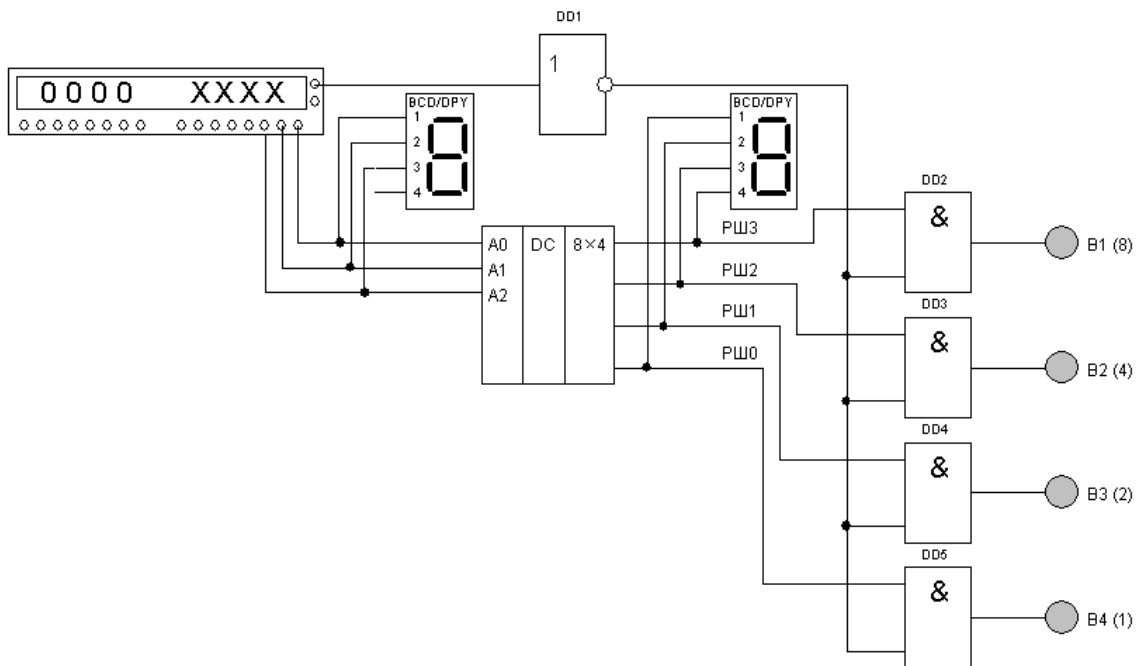 DD1
1
0000 XXXX
BCD/DPY
1
2
3
4
BCD/DPY
1
2
3
4
DD2
&
B1 (8)
A0 DC 8×4
A1
A2
РШ3
РШ2
РШ1
РШ0
DD3
&
B2 (4)
DD4
&
B3 (2)
DD5
&
B4 (1)